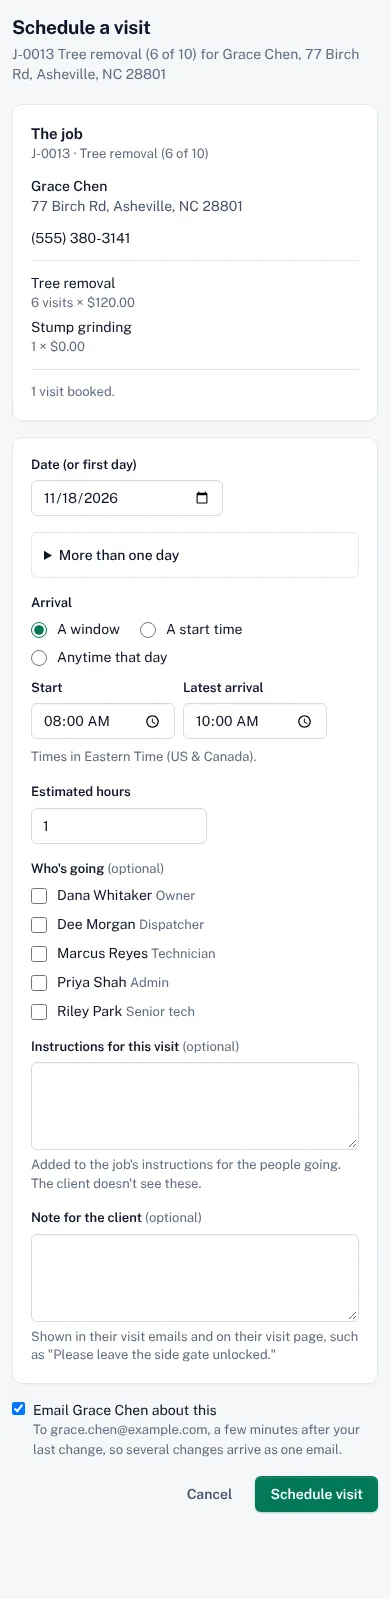 Schedule a visit
J-0013 Tree removal (6 of 10) for Grace Chen, 77 Birch
Rd, Asheville, NC 28801
The job
J-0013 · Tree removal (6 of 10)
Grace Chen
77 Birch Rd, Asheville, NC 28801
(555) 380-3141
Tree removal
6 visits × $120.00
Stump grinding
1 × $0.00
1 visit booked.
Date (or first day)
11/18/2026
More than one day
Arrival
A window A start time
Anytime that day
Start Latest arrival
08:00 AM 10:00 AM
Times in Eastern Time (US & Canada).
Estimated hours
1
Who's going (optional)
Dana Whitaker Owner
Dee Morgan Dispatcher
Marcus Reyes Technician
Priya Shah Admin
Riley Park Senior tech
Instructions for this visit (optional)
Added to the job's instructions for the people going.
The client doesn't see these.
Note for the client (optional)
Shown in their visit emails and on their visit page, such
as "Please leave the side gate unlocked."
Email Grace Chen about this
To grace.chen@example.com, a few minutes after your
last change, so several changes arrive as one email.
Cancel Schedule visit